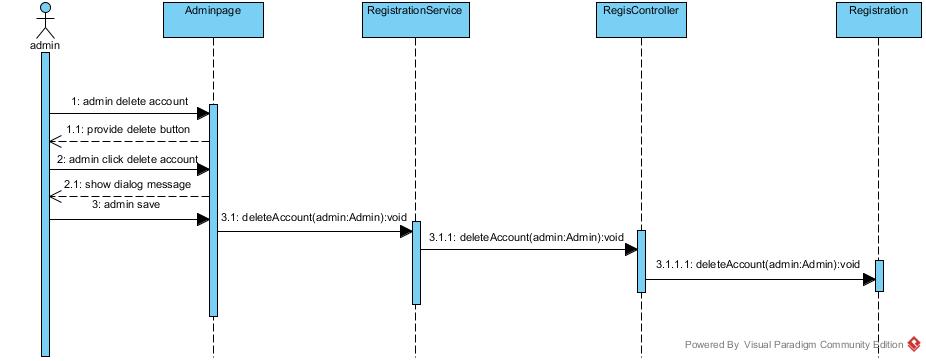 Adminpage
RegistrationService
RegisController
Registration
admin
1: admin delete account
1.1: provide delete button
2: admin click delete account
2.1: show dialog message
3: admin save
3.1: deleteAccount(admin:Admin):void
3.1.1: deleteAccount(admin:Admin):void
3.1.1.1: deleteAccount(admin:Admin):void
Powered By Visual Paradigm Community Edition